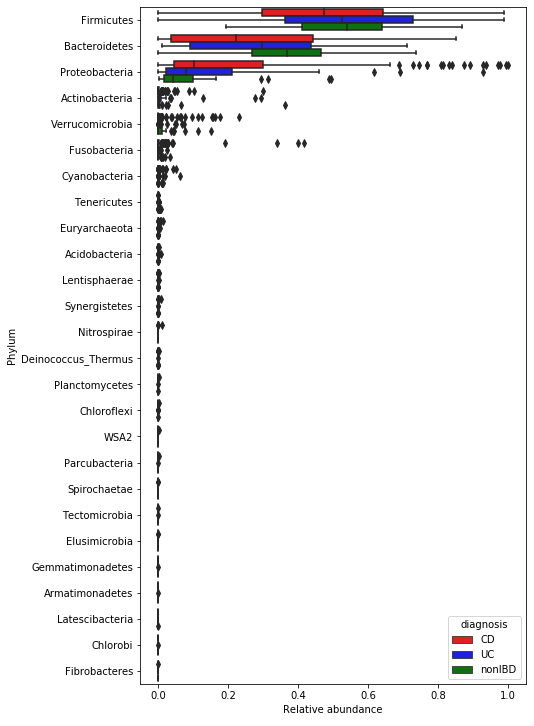 Firmicutes
Bacteroidetes
Proteobacteria
Actinobacteria
Verrucomicrobia
Fusobacteria
Cyanobacteria
Tenericutes
Euryarchaeota
Acidobacteria
Lentisphaerae
Synergistetes
Nitrospirae
Deinococcus_Thermus
Planctomycetes
Chloroflexi
WSA2
Parcubacteria
Spirochaetae
Tectomicrobia
Elusimicrobia
Gemmatimonadetes
Armatimonadetes
Latescibacteria
Chlorobi
Fibrobacteres
Phylum
diagnosis
CD
UC
nonIBD
0.0 0.2 0.4 0.6 0.8 1.0
Relative abundance